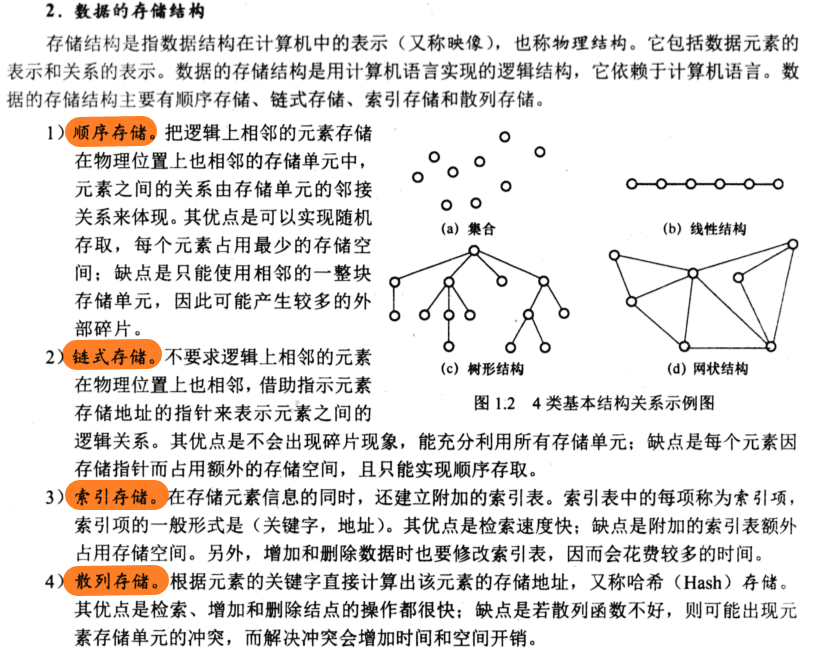 2．数据的存储结构
存储结构是指数据结构在计算机中的表示（又称映像），也称物理结构。它包括数据元素的
表示和关系的表示。数据的存储结构是用计算机语言实现的逻辑结构，它依赖于计算机语言。数
据的存储结构主要有顺序存储、链式存储、索引存储和散列存储。
1）顺序存储。把逻辑上相邻的元素存储
在物理位置上也相邻的存储单元中，
元素之间的关系由存储单元的邻接
关系来体现。其优点是可以实现随机
存取，每个元素占用最少的存储空
间；缺点是只能使用相邻的一整块
存储单元，因此可能产生较多的外
部碎片。
2）链式存储。不要求逻辑上相邻的元素
在物理位置上也相邻，借助指示元素
存储地址的指针来表示元素之间的
(a) 集合
(b) 线性结构
(c) 树形结构
(d) 网状结构
图 1.2 4 类基本结构关系示例图
逻辑关系。其优点是不会出现碎片现象，能充分利用所有存储单元；缺点是每个元素因
存储指针而占用额外的存储空间，且只能实现顺序存取。
3）索引存储。在存储元素信息的同时，还建立附加的索引表。索引表中的每项称为索引项，
索引项的一般形式是（关键字，地址）。其优点是检索速度快；缺点是附加的索引表额外
占用存储空间。另外，增加和删除数据时也要修改索引表，因而会花费较多的时间。
4）散列存储。根据元素的关键字直接计算出该元素的存储地址，又称哈希（Hash）存储。
其优点是检索、增加和删除结点的操作都很快；缺点是若散列函数不好，则可能出现元
素存储单元的冲突，而解决冲突会增加时间和空间开销。